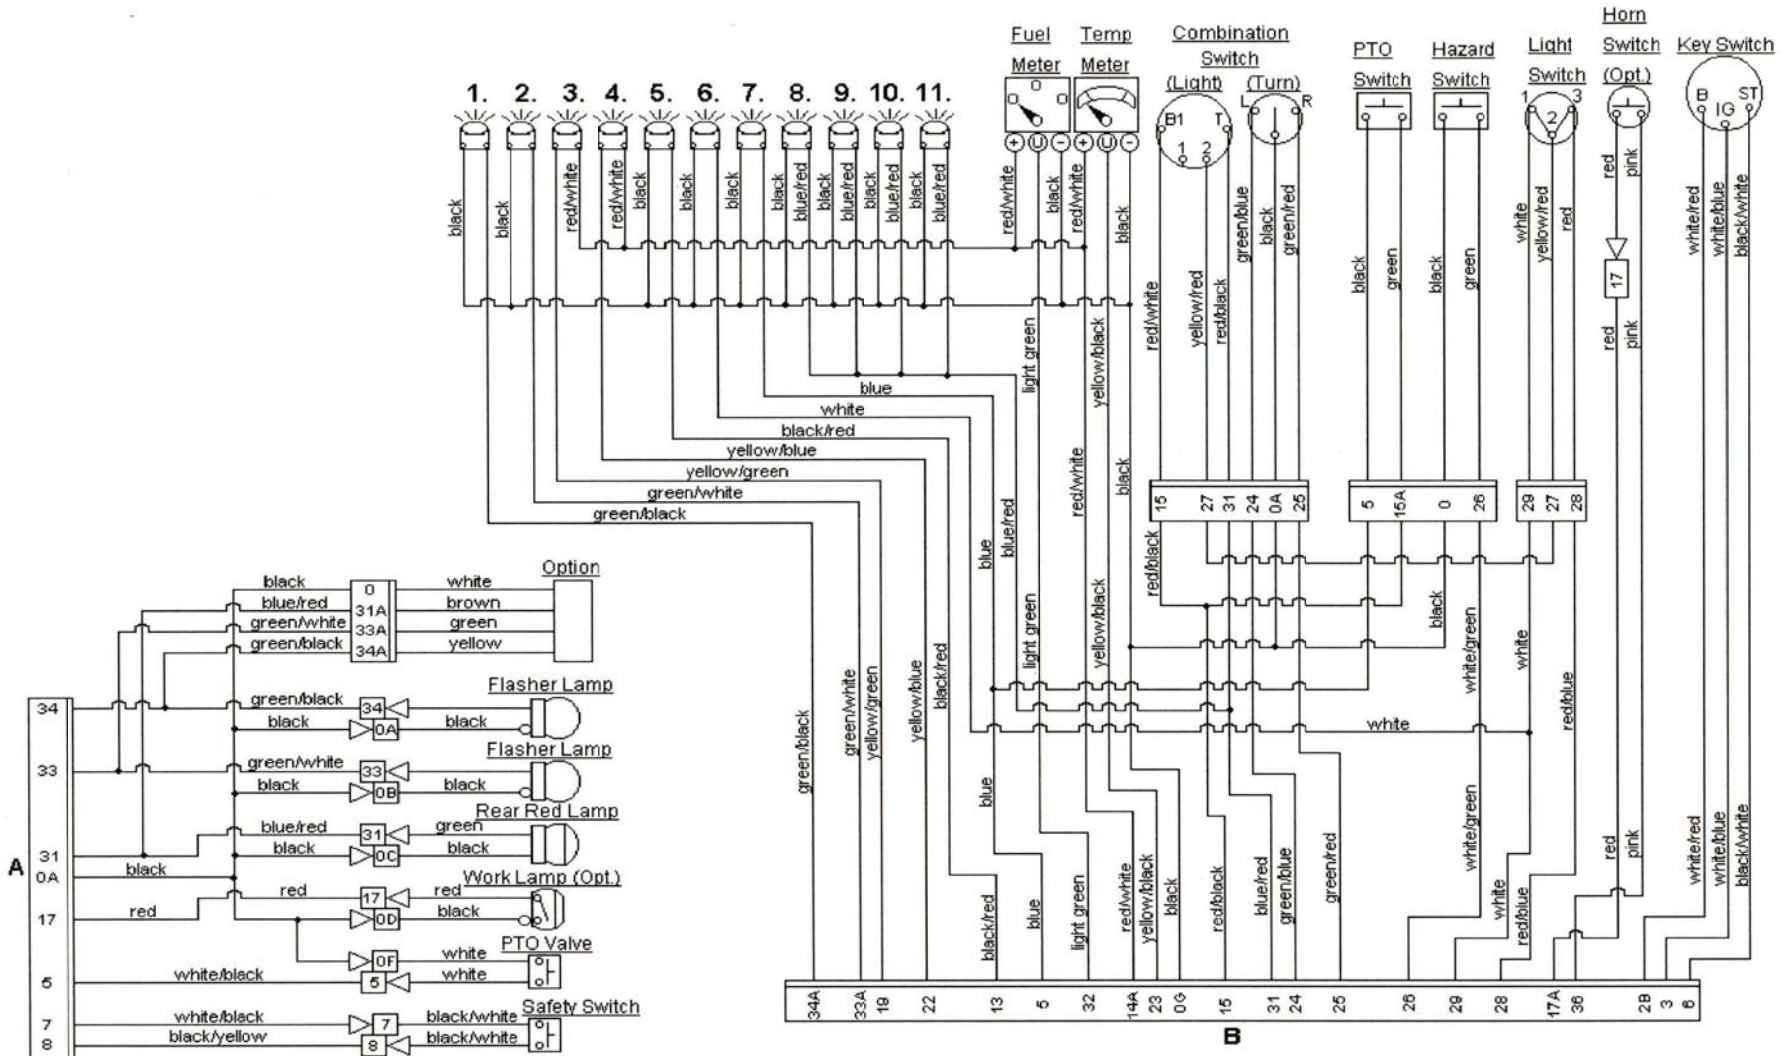 Horn
Fuel Temp Combination
PTO Hazard Light Switch Key Switch
Switch
Meter Meter
Switch Switch Switch (Opt.)
(Light) (Turn)
1. 2. 3. 4. 5. 6. 7. 8. 9. 10. 11.
L R
1 3
B ST
2 IG
B1 T
1 2
+ U - + U -
black
black
red/white
red/white
black
black
black
black
blue/red
black
blue/red
black
blue/red
black
blue/red
red/white
black
red/white
black
green/blue
black
green/red
white
yellow/red
red
red
pink
white/red
white/blue
black/white
black
green
black
green
17
red/white
yellow/red
red/black
red
pink
light green
yellow/black
blue
white
black/red
yellow/blue
yellow/green
green/white
green/black
red/white
black
15 27 31 24 0A 25
5 15A 0 26
29 27 28
blue
blue/red
red/black
light green
yellow/black
black
white/green
white
red/blue
white
Option
black 0 white
blue/red 31A brown
green/white 33A green
green/black 34A yellow
Flasher Lamp
34 green/black 34
black 0A black
Flasher Lamp
33 green/white 33
black 0B black
Rear Red Lamp
blue/red 31 green
31 black 0C black
A
0A black
Work Lamp (Opt.)
red 17 red
17 red 0D black
PTO Valve
0F white
5 white/black 5 white
Safety Switch
7 white/black 7 black/white
8 black/yellow 8 black/white
green/black
green/white
yellow/green
yellow/blue
black/red
blue
black/red
blue
light green
red/white
yellow/black
black
red/black
blue/red
green/blue
green/red
white/green
white
red/blue
red
pink
white/red
white/blue
black/white
34A 33A 19 22 13 5 32 14A 23 0G 15 31 24 25 26 29 28 17A 36 2B 3 6
B